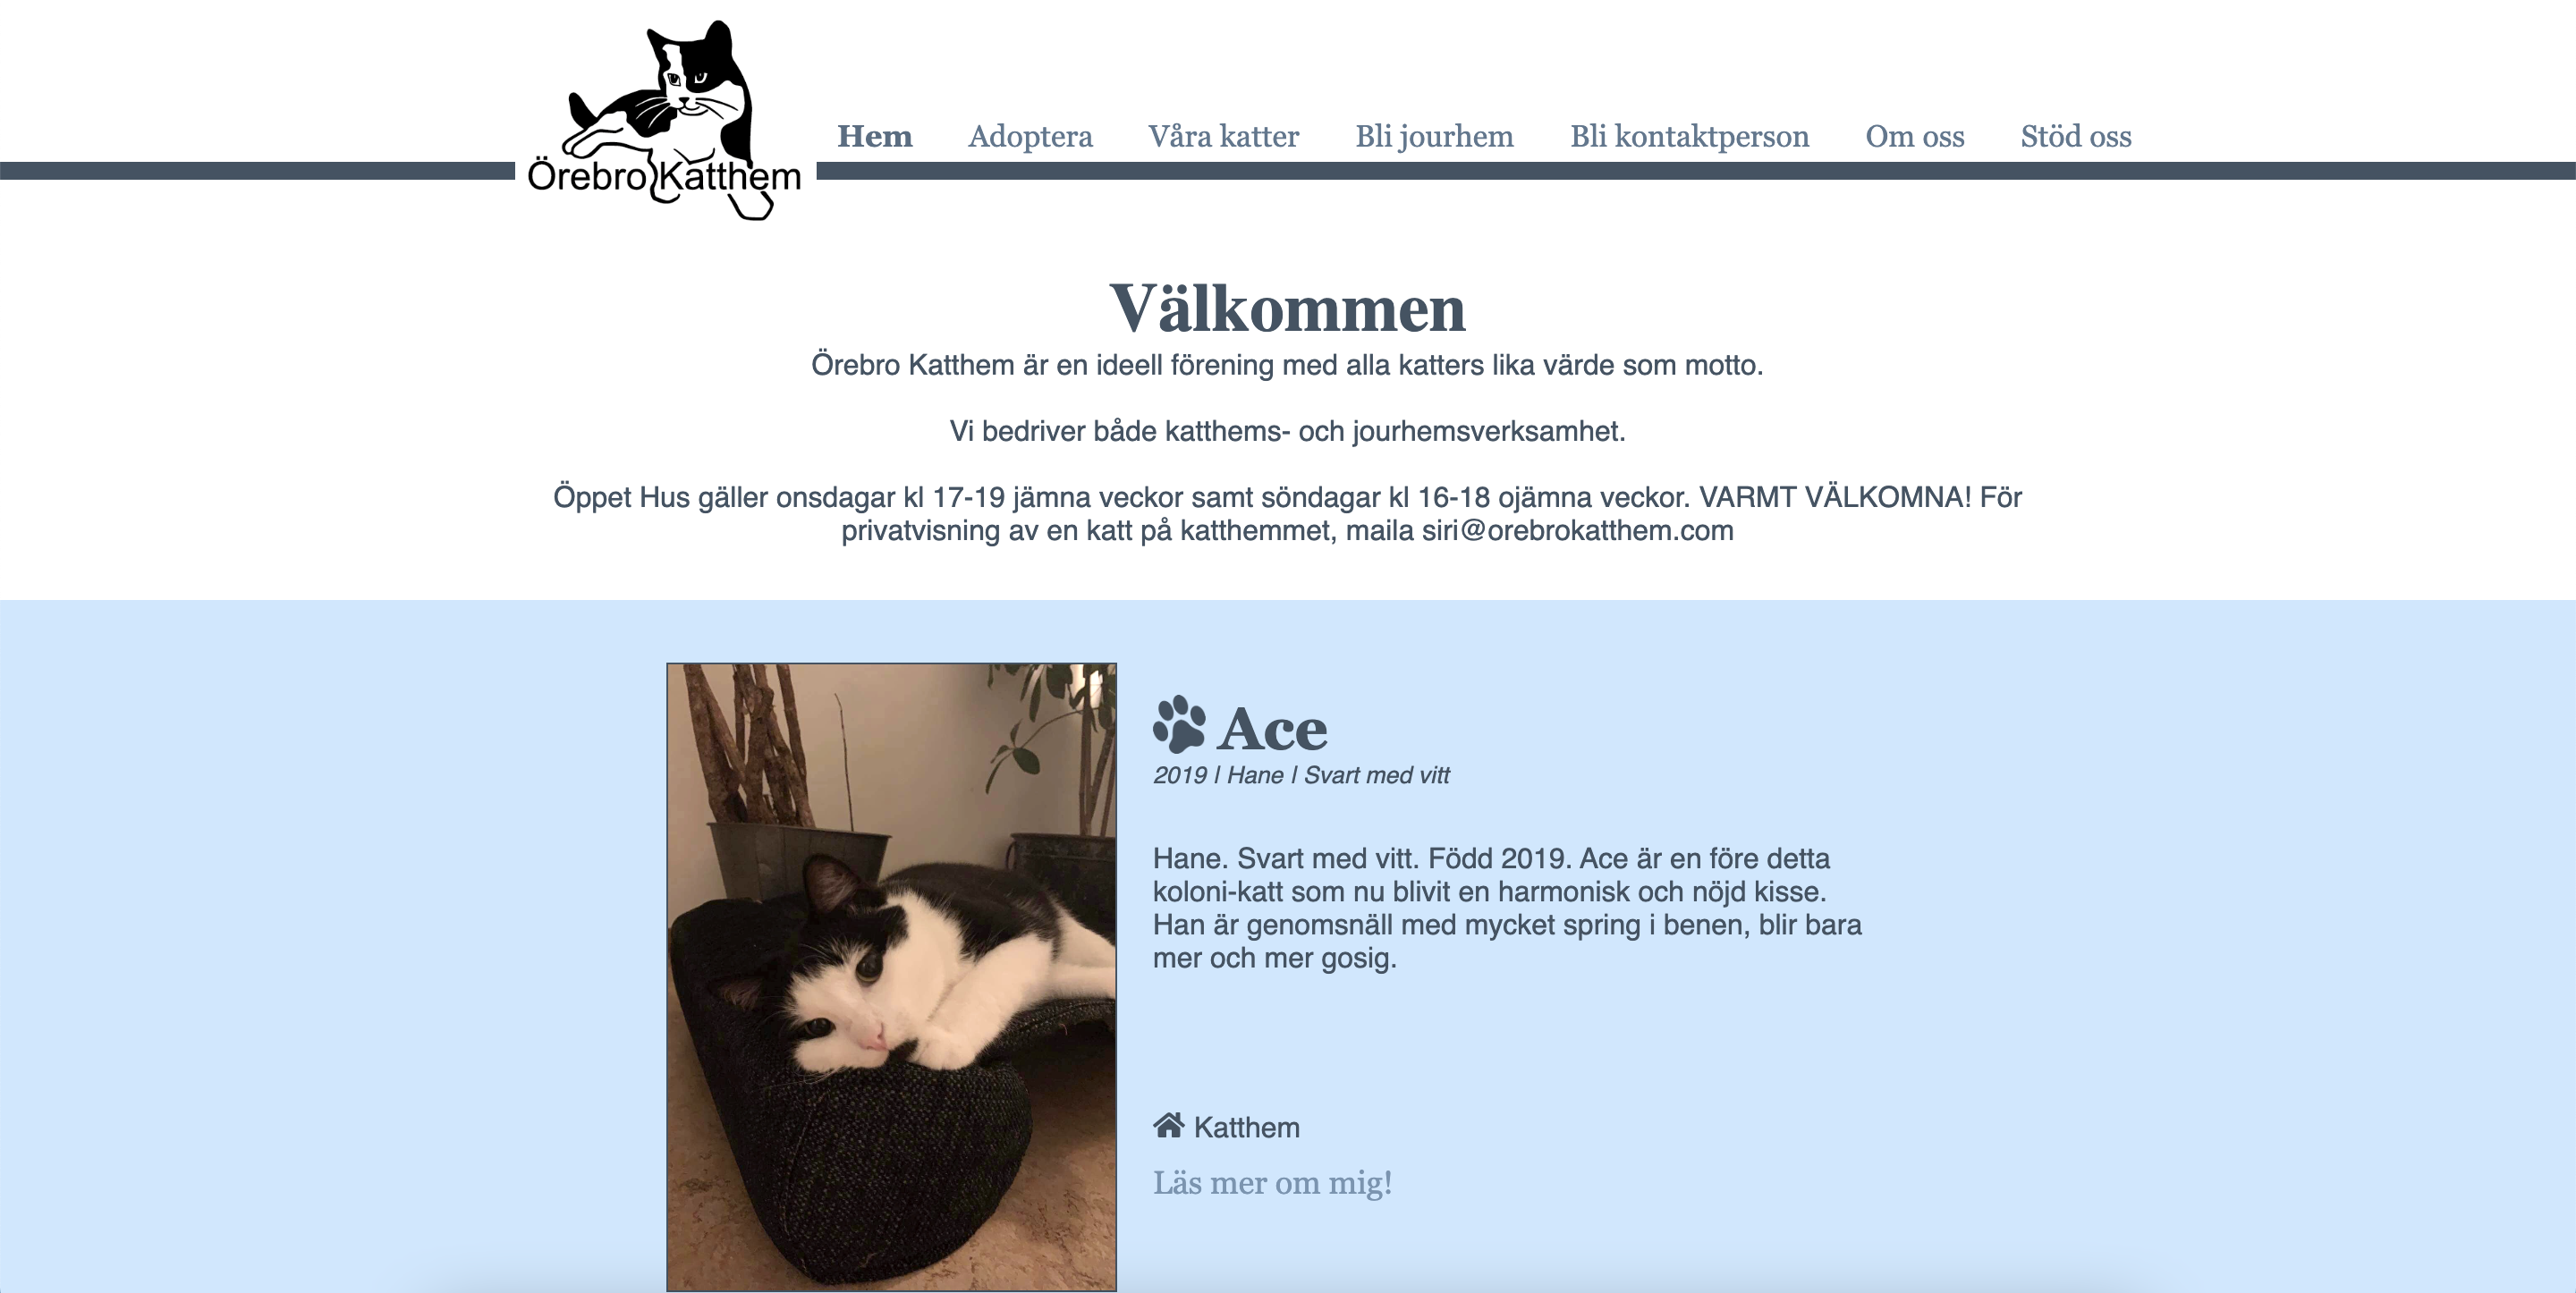 Örebro Katthem
Hem
Adoptera
Våra katter
Bli jourhem
Bli kontaktperson
Om oss
Stöd oss
Välkommen
Örebro Katthem är en ideell förening med alla katters lika värde som motto.
Vi bedriver både katthems- och jourhemsverksamhet.
Öppet Hus gäller onsdagar kl 17-19 jämna veckor samt söndagar kl 16-18 ojämna veckor. VARMT VÄLKOMNA! För
privatvisning av en katt på katthemmet, maila siri@orebrokatthem.com
Ace
2019 | Hane | Svart med vitt
Hane. Svart med vitt. Född 2019. Ace är en före detta
koloni-katt som nu blivit en harmonisk och nöjd kisse.
Han är genomsnäll med mycket spring i benen, blir bara
mer och mer gosig.
Katthem
Läs mer om mig!